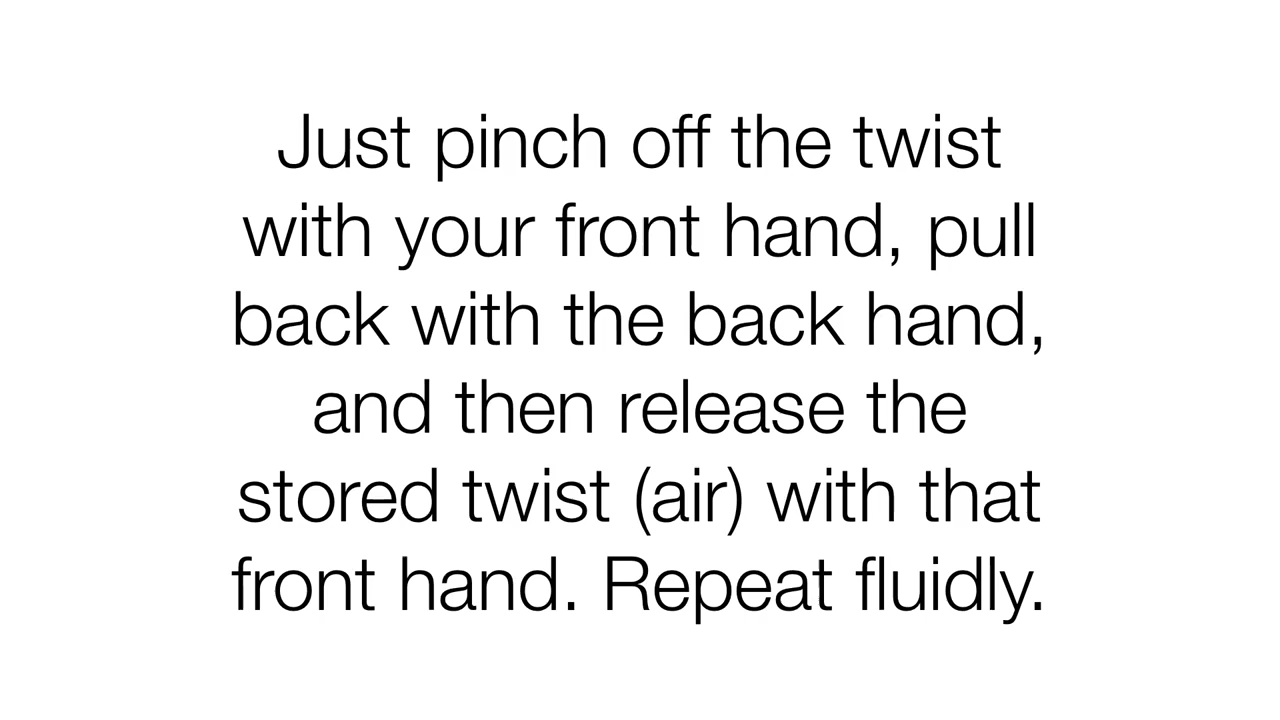 Just pinch off the twist
with your front hand, pull
back with the back hand,
and then release the
stored twist (air) with that
front hand. Repeat fluidly.